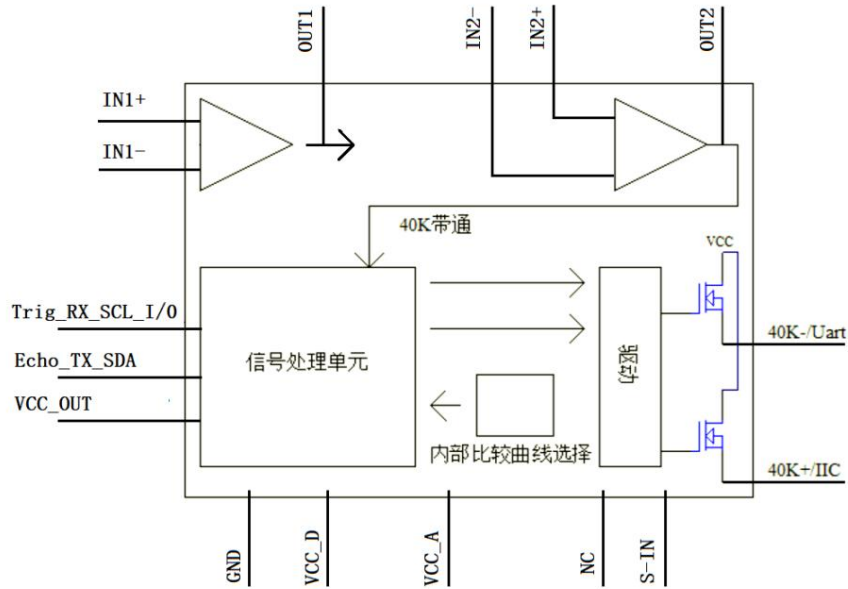 OUT1
IN2-
IN2+
OUT2
IN1+
IN1-
40K带通
VCC
Trig_RX_SCL_I/O
Echo_TX_SDA
VCC_OUT
信号处理单元
驱动
40K-/Uart
内部比较曲线选择
40K+/IIC
GND
VCC_D
VCC_A
NC
S-IN